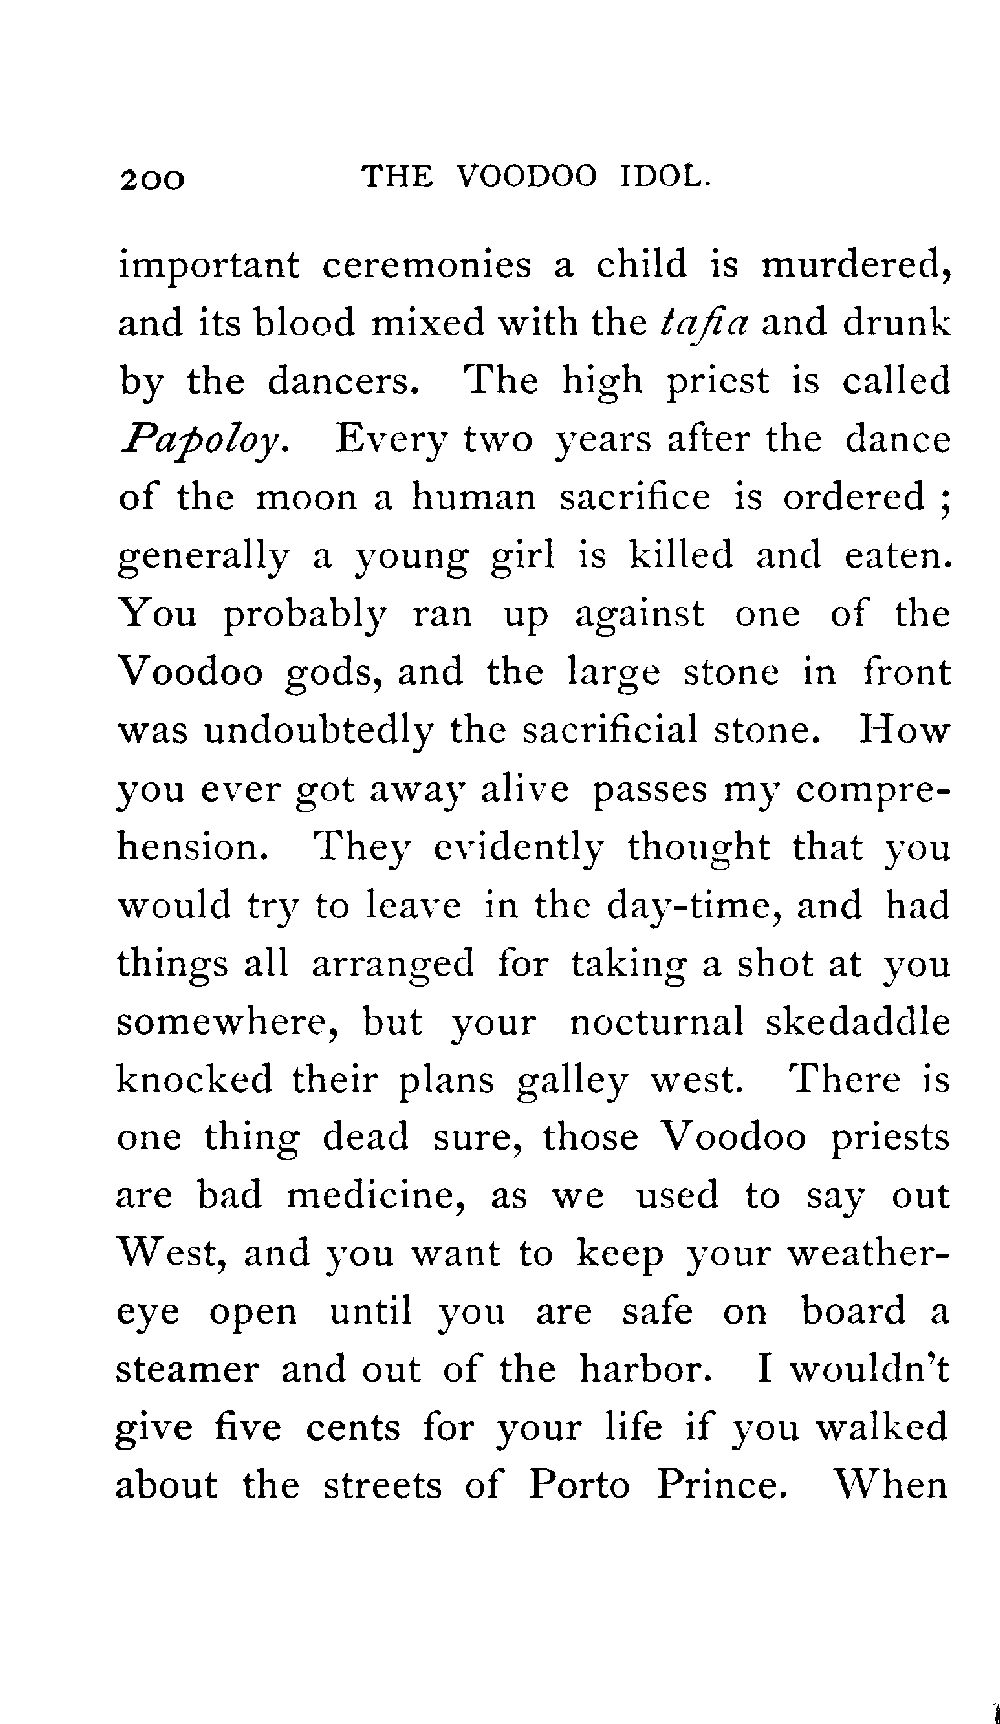 200 THE VOODOO IDOL.
important ceremonies a child is murdered,
and its blood mixed with the tafia and drunk
by the dancers. The high priest is called
Papoloy. Every two years after the dance
of the moon a human sacrifice is ordered ;
generally a young girl is killed and eaten.
You probably ran up against one of the
Voodoo gods, and the large stone in front
was undoubtedly the sacrificial stone. How
you ever got away alive passes my compre-
hension. They evidently thought that you
would try to leave in the day-time, and had
things all arranged for taking a shot at you
somewhere, but your nocturnal skedaddle
knocked their plans galley west. There is
one thing dead sure, those Voodoo priests
are bad medicine, as we used to say out
West, and you want to keep your weather-
eye open until you are safe on board a
steamer and out of the harbor. I wouldn't
give five cents for your life if you walked
about the streets of Porto Prince. When